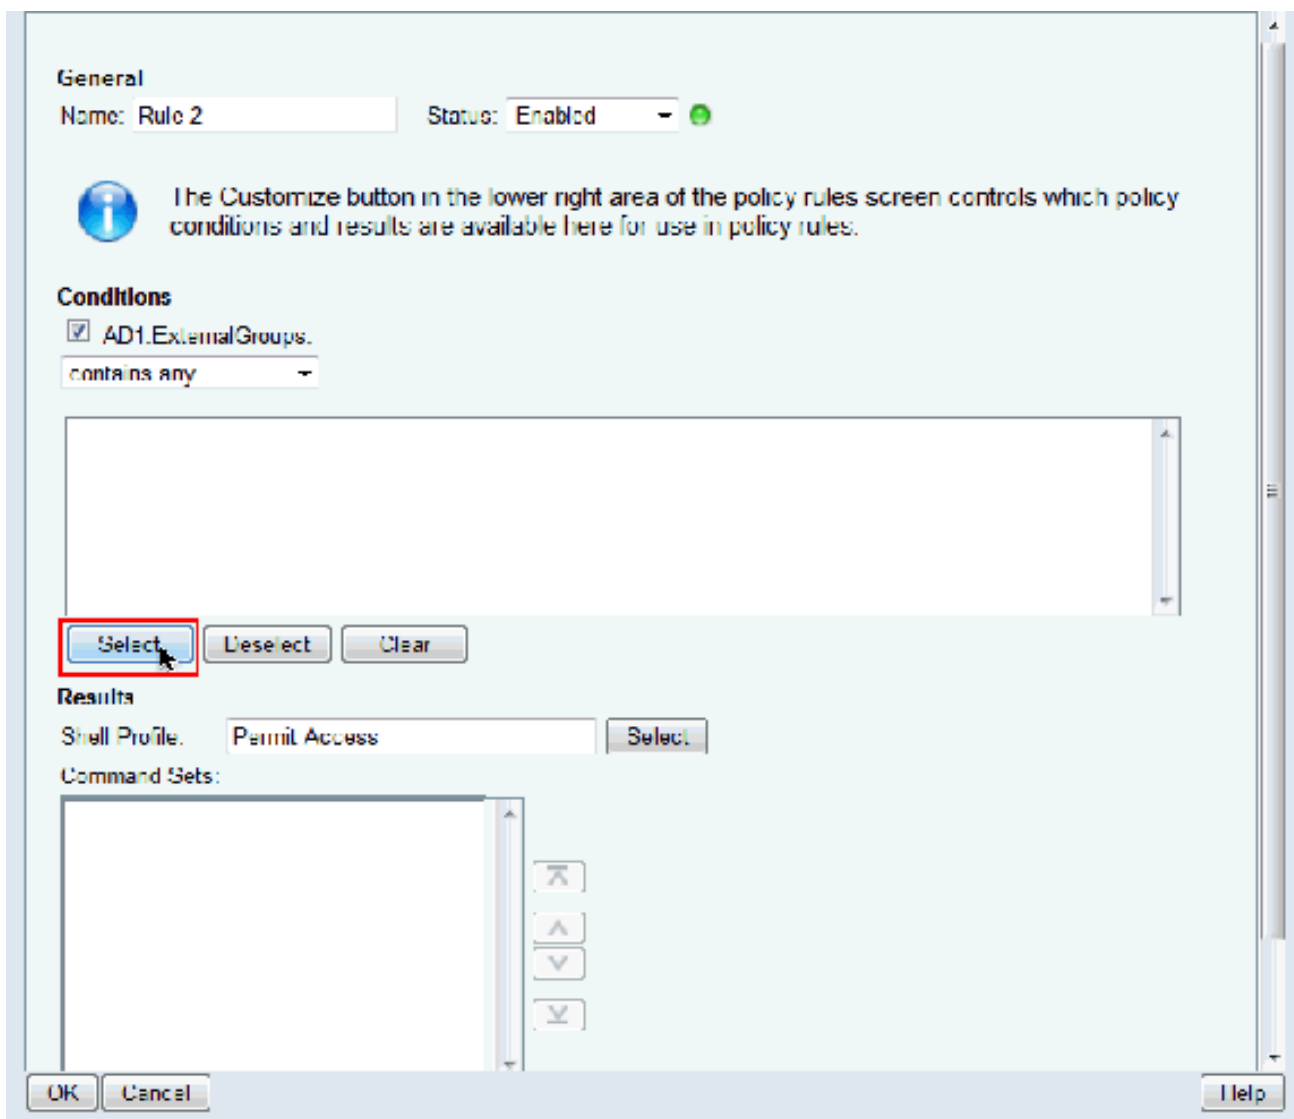 General
Name: Rule 2 Status: Enabled
The Customize button in the lower right area of the policy rules screen controls which policy
conditions and results are available here for use in policy rules.
Conditions
AD1:ExternalGroups:
contains any
Select Deselect Clear
Results
Shell Profile: Permit Access Select
Command Sets:
OK Cancel Help